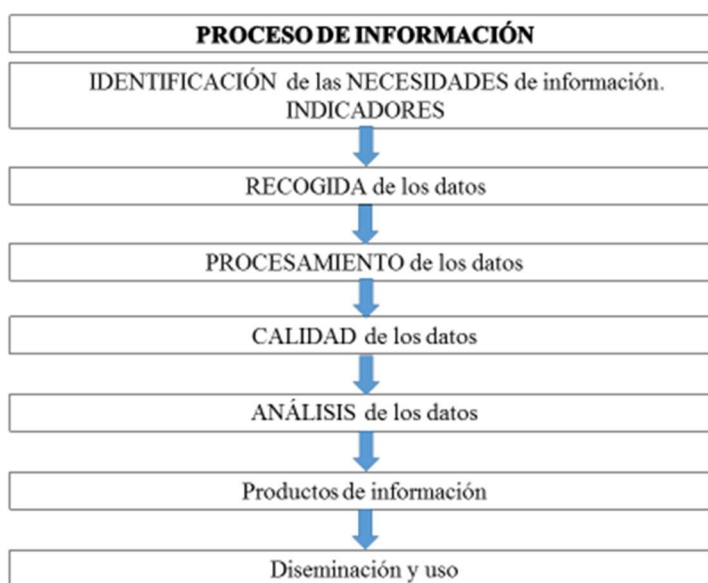 PROCESO DE INFORMACIÓN
IDENTIFICACIÓN de las NECESIDADES de información.
INDICADORES
RECOGIDA de los datos
PROCESAMIENTO de los datos
CALIDAD de los datos
ANÁLISIS de los datos
Productos de información
Diseminación y uso